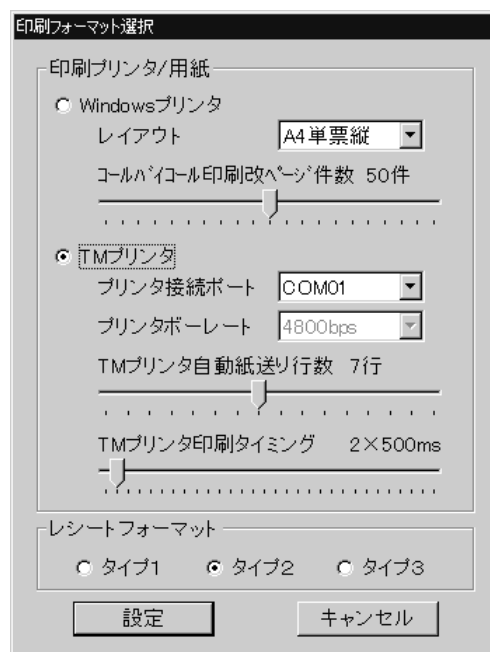 印刷フォーマット選択
印刷プリンタ/用紙
Windowsプリンタ
レイアウト A4単票縦
ｺｰﾙﾊﾞｲｺｰﾙ印刷改ﾍﾟｰｼﾞ件数 50件
TMプリンタ
プリンタ接続ポート COM01
プリンタボーレート 4800bps
TMプリンタ自動紙送り行数 7行
TMプリンタ印刷タイミング 2×500ms
レシートフォーマット
タイプ1 タイプ2 タイプ3
設定 キャンセル